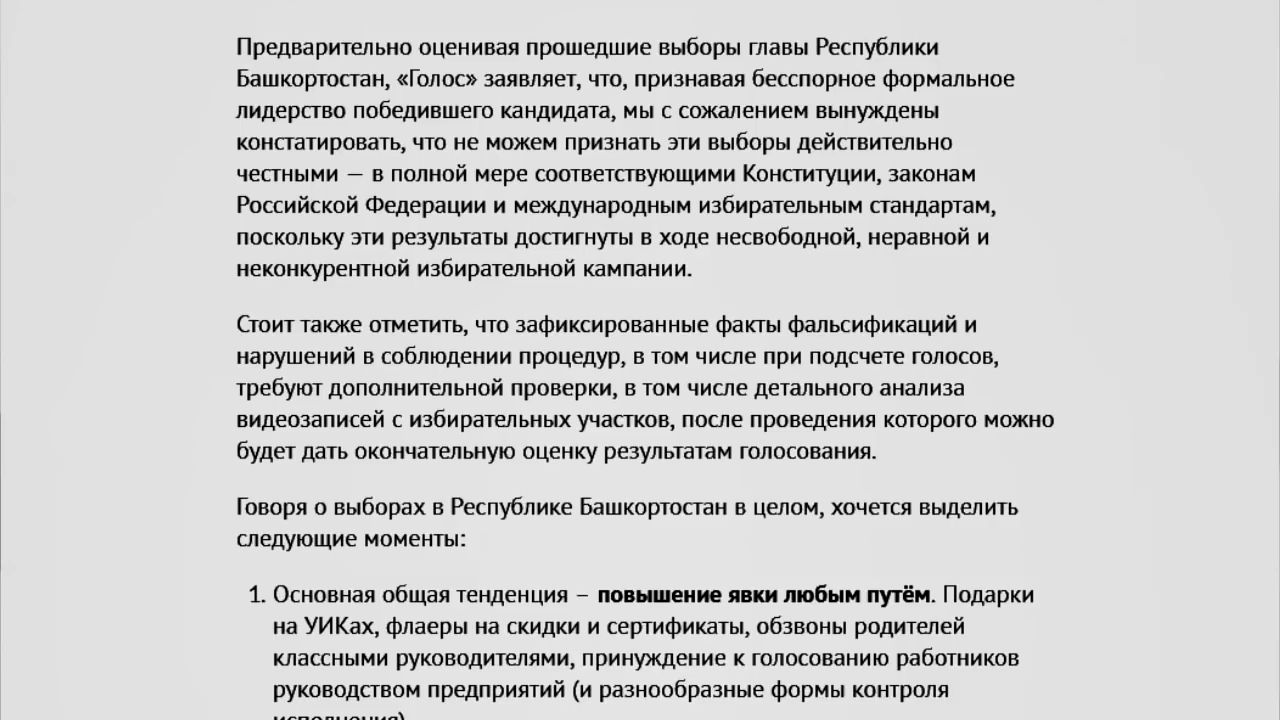 Предварительно оценивая прошедшие выборы главы Республики
Башкортостан, «Голос» заявляет, что, признавая бесспорное формальное
лидерство победившего кандидата, мы с сожалением вынуждены
констатировать, что не можем признать эти выборы действительно
честными — в полной мере соответствующими Конституции, законам
Российской Федерации и международным избирательным стандартам,
поскольку эти результаты достигнуты в ходе несвободной, неравной и
неконкурентной избирательной кампании.
Стоит также отметить, что зафиксированные факты фальсификаций и
нарушений в соблюдении процедур, в том числе при подсчете голосов,
требуют дополнительной проверки, в том числе детального анализа
видеозаписей с избирательных участков, после проведения которого можно
будет дать окончательную оценку результатам голосования.
Говоря о выборах в Республике Башкортостан в целом, хочется выделить
следующие моменты:
1. Основная общая тенденция – повышение явки любым путём. Подарки
на УИКах, флаеры на скидки и сертификаты, обзвоны родителей
классными руководителями, принуждение к голосованию работников
руководством предприятий (и разнообразные формы контроля
исполнения)